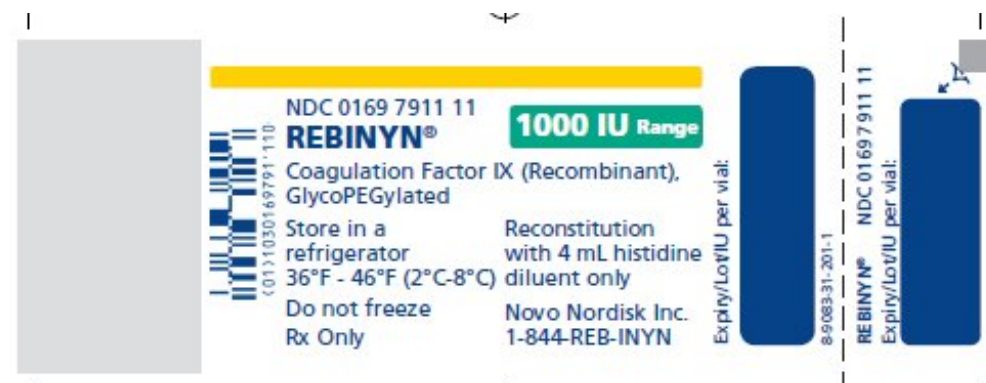 NDC 0169 7911 11
REBINYN®
1000 IU Range
Coagulation Factor IX (Recombinant),
GlycoPEGylated
Store in a
refrigerator
36°F - 46°F (2°C-8°C)
Do not freeze
Rx Only
Reconstitution
with 4 mL histidine
diluent only
Novo Nordisk Inc.
1-844-REB-INYN
(01)10301697911110
Expiry/Lot/IU per vial:
8-9083-31-201-1
REBINYN® NDC 0169 7911 11
Expiry/Lot/IU per vial: